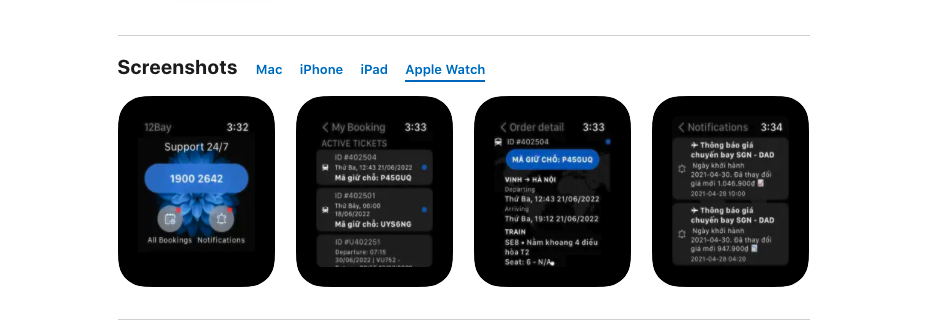 Screenshots Mac iPhone iPad Apple Watch
12Bay 3:32
Support 24/7
1900 2642
All Bookings Notifications
My Booking 3:33
ACTIVE TICKETS
ID #402504
Thứ Ba, 12:43 21/06/2022
Mã giữ chỗ: P45GUQ
ID #402501
Thứ Bảy, 06:00
18/06/2022
Mã giữ chỗ: UYS6NG
ID #U402251
Departure: 07:15
30/06/2022 | VU752 -
Order detail 3:33
ID #402504
MÃ GIỮ CHỖ: P45GUQ
VINH → HÀ NỘI
Departing
Thứ Ba, 12:43 21/06/2022
Arriving
Thứ Ba, 19:12 21/06/2022
TRAIN
SE8 • Nằm khoang 4 điều
hòa T2
Seat: 6 - N/A
Notifications 3:34
✈ Thông báo giá
chuyến bay SGN - DAD
Ngày khởi hành
2021-04-30. Đã thay đổi
giá mới 1.046.900₫ 📈
2021-04-29 10:00
✈ Thông báo giá
chuyến bay SGN - DAD
Ngày khởi hành
2021-04-30. Đã thay đổi
giá mới 947.900₫
2021-04-28 04:20